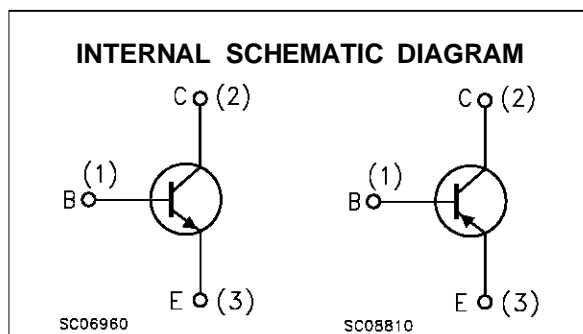 INTERNAL SCHEMATIC DIAGRAM
C (2)
C (2)
(1)
(1)
B
B
E (3)
E (3)
SC06960
SC08810